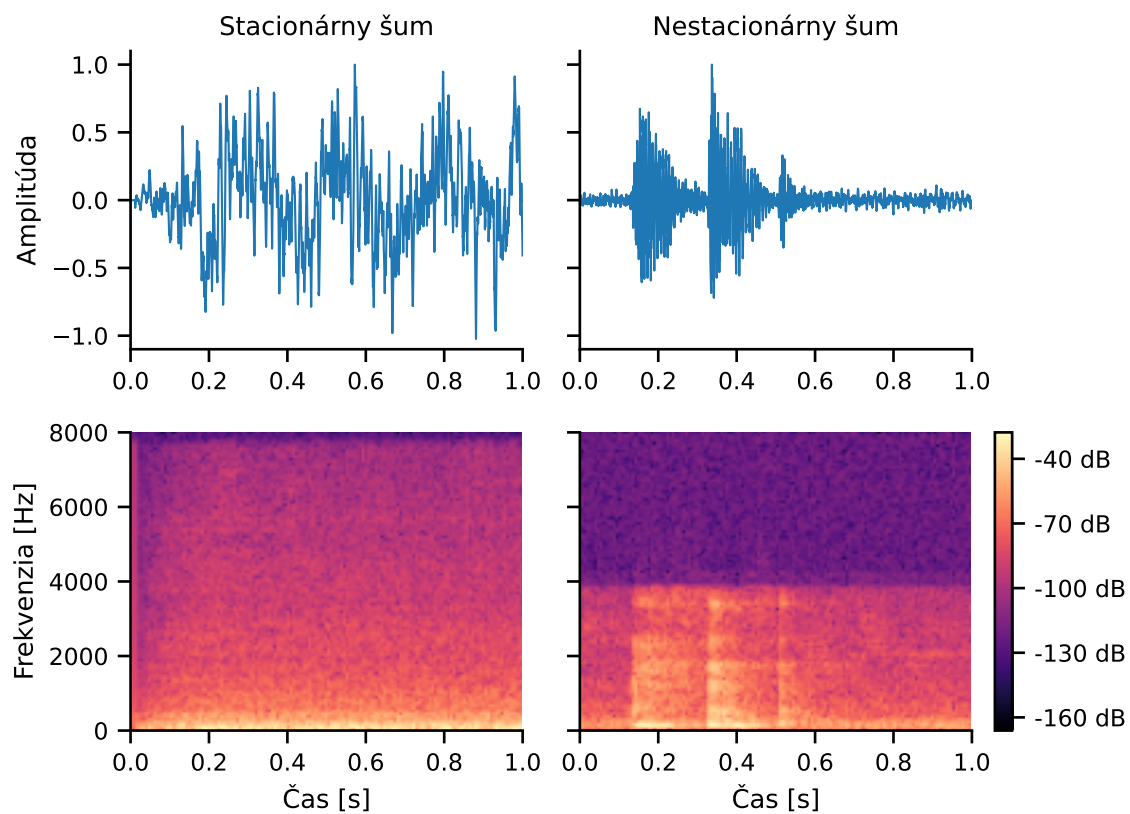 Stacionárny šum
Nestacionárny šum
Amplitúda
1.0
0.5
0.0
−0.5
−1.0
0.0 0.2 0.4 0.6 0.8 1.0
0.0 0.2 0.4 0.6 0.8 1.0
Frekvenzia [Hz]
8000
6000
4000
2000
0
0.0 0.2 0.4 0.6 0.8 1.0
Čas [s]
0.0 0.2 0.4 0.6 0.8 1.0
Čas [s]
-40 dB
-70 dB
-100 dB
-130 dB
-160 dB